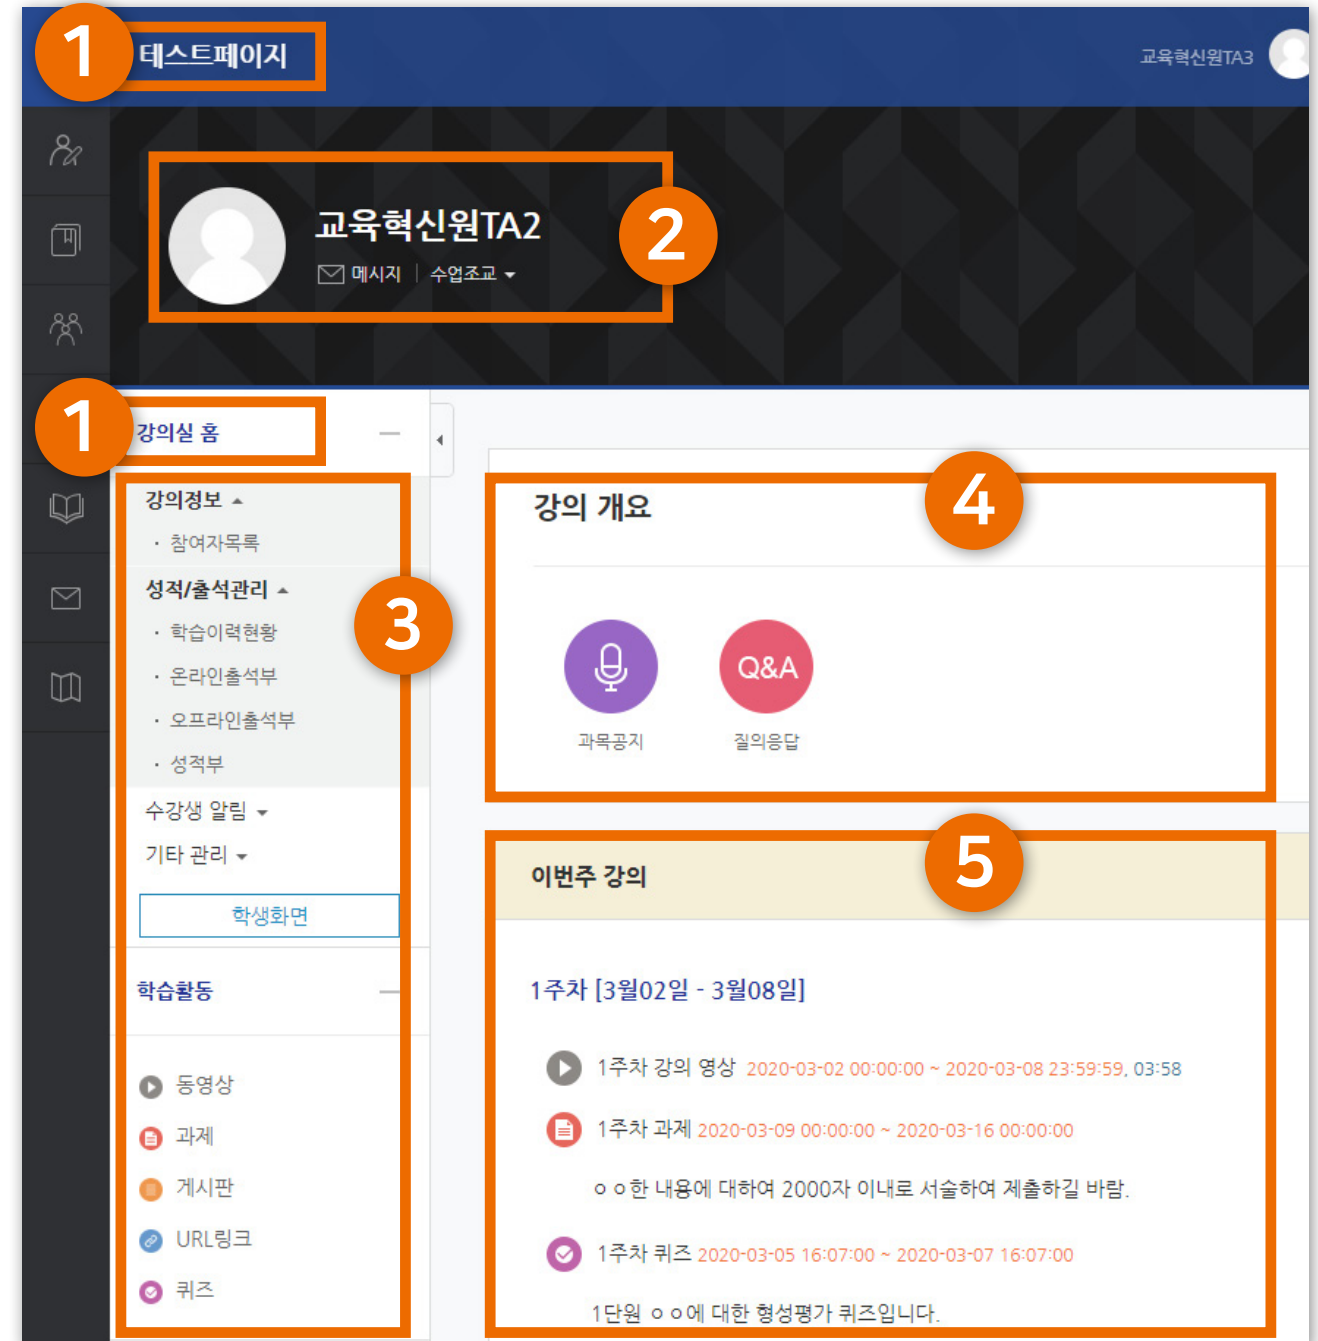 1
테스트페이지
교육혁신원TA3
교육혁신원TA2
메시지 수업조교
2
1
강의실 홈
강의정보
· 참여자목록
성적/출석관리
· 학습이력현황
· 온라인출석부
· 오프라인출석부
· 성적부
수강생 알림
기타 관리
학생화면
3
학습활동
동영상
과제
게시판
URL링크
퀴즈
강의 개요
4
Q&A
과목공지
질의응답
이번주 강의
5
1주차 [3월02일 - 3월08일]
1주차 강의 영상 2020-03-02 00:00:00 ~ 2020-03-08 23:59:59, 03:58
1주차 과제 2020-03-09 00:00:00 ~ 2020-03-16 00:00:00
ㅇㅇ한 내용에 대하여 2000자 이내로 서술하여 제출하길 바람.
1주차 퀴즈 2020-03-05 16:07:00 ~ 2020-03-07 16:07:00
1단원 ㅇㅇ에 대한 형성평가 퀴즈입니다.